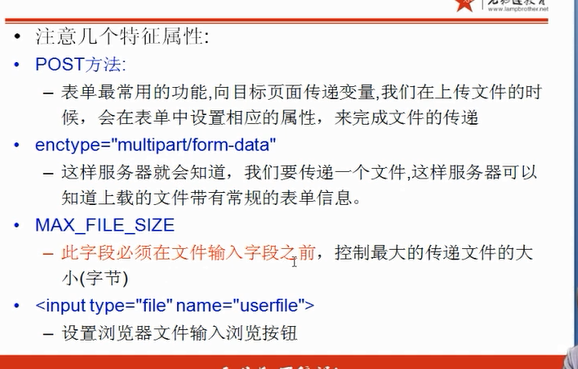 www.lampbrother.net
• 注意几个特征属性:
• POST方法:
– 表单最常用的功能,向目标页面传递变量,我们在上传文件的时
候，会在表单中设置相应的属性，来完成文件的传递
• enctype="multipart/form-data"
– 这样服务器就会知道，我们要传递一个文件,这样服务器可以
知道上载的文件带有常规的表单信息。
• MAX_FILE_SIZE
– 此字段必须在文件输入字段之前，控制最大的传递文件的大
小(字节)
• <input type="file" name="userfile">
– 设置浏览器文件输入浏览按钮